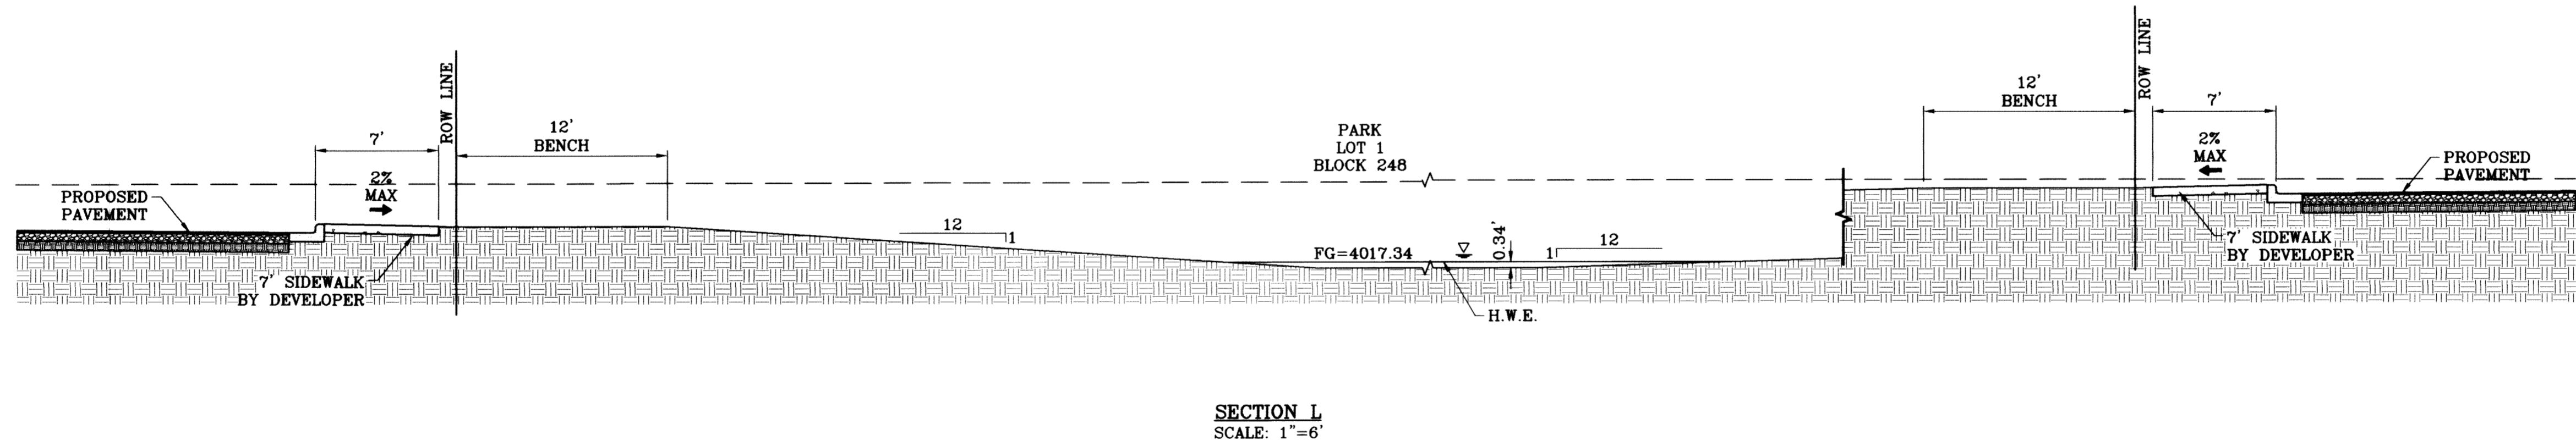 PROPOSED
PAVEMENT
7'
2%
MAX
7' SIDEWALK
BY DEVELOPER
ROW LINE
12'
BENCH
12
1
PARK
LOT 1
BLOCK 248
FG=4017.34
0.34'
1
12
H.W.E.
12'
BENCH
ROW LINE
7'
2%
MAX
7' SIDEWALK
BY DEVELOPER
PROPOSED
PAVEMENT
SECTION L
SCALE: 1"=6'